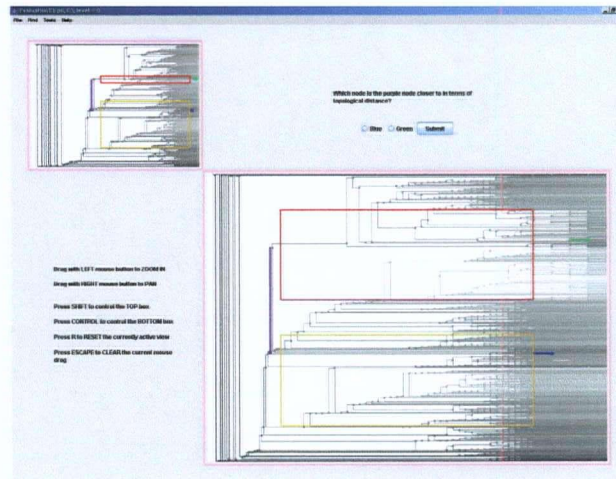 File Find Tools Help
Which node is the purple node closer to in terms of
topological distance?
Blue Green Submit
Drag with LEFT mouse button to ZOOM IN
Drag with RIGHT mouse button to PAN
Press SHIFT to control the TOP box
Press CONTROL to control the BOTTOM box
Press R to RESET the currently active view
Press ESCAPE to CLEAR the current mouse
drag